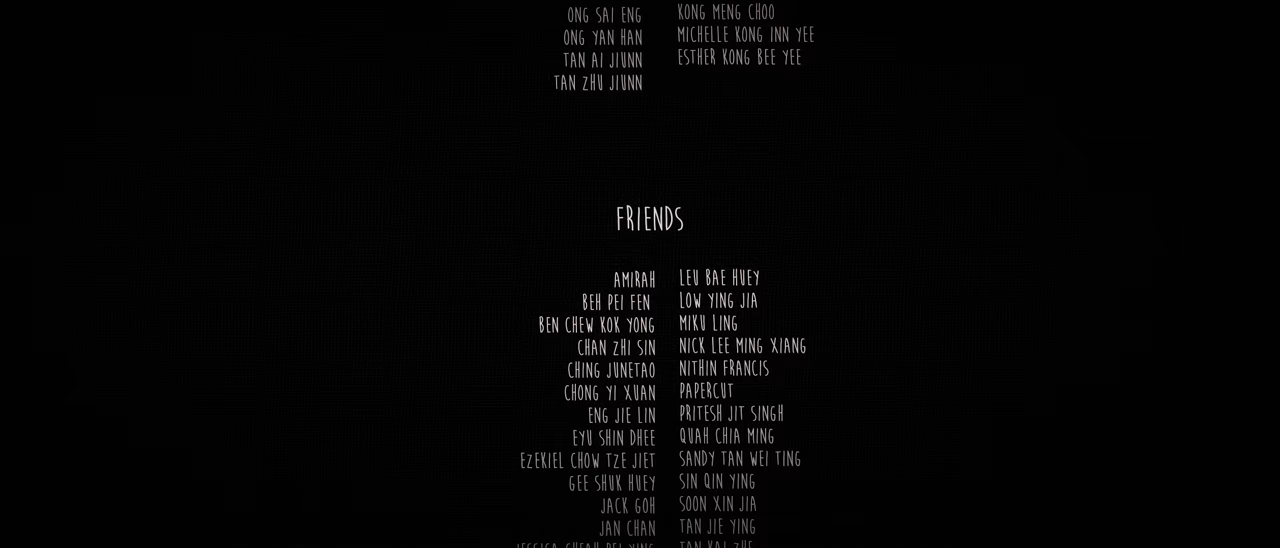 ONG SAI ENG
ONG YAN HAN
TAN AI JIUNN
TAN ZHU JIUNN
KONG MENG CHOO
MICHELLE KONG INN YEE
ESTHER KONG BEE YEE
FRIENDS
AMIRAH
BEH PEI FEN
BEN CHEW KOK YONG
CHAN ZHI SIN
CHING JUNETAO
CHONG YI XUAN
ENG JIE LIN
EYU SHIN DHEE
EZEKIEL CHOW TZE JIET
GEE SHUK HUEY
JACK GOH
JAN CHAN
LEU BAE HUEY
LOW YING JIA
MIKU LING
NICK LEE MING XIANG
NITHIN FRANCIS
PAPERCUT
PRITESH JIT SINGH
QUAH CHIA MING
SANDY TAN WEI TING
SIN QIN YING
SOON XIN JIA
TAN JIE YING